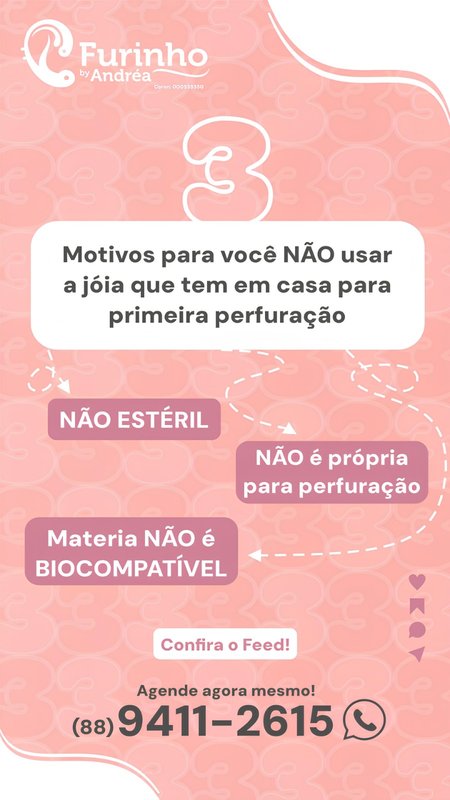 Furinho
by Andréa
3
Motivos para você NÃO usar
a jóia que tem em casa para
primeira perfuração
NÃO ESTÉRIL
NÃO é própria
para perfuração
Materia NÃO é
BIOCOMPATÍVEL
Confira o Feed!
Agende agora mesmo!
(88) 9411-2615